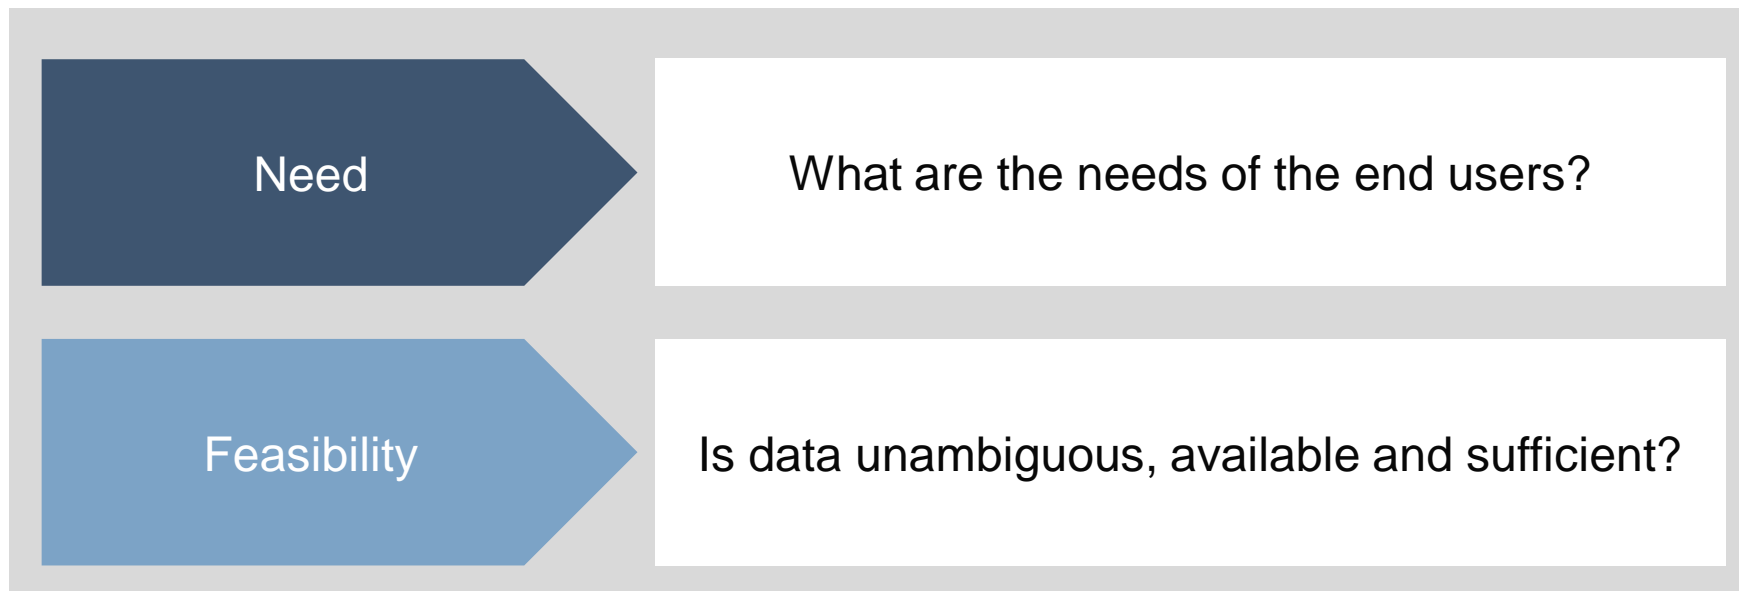 Need
What are the needs of the end users?
Feasibility
Is data unambiguous, available and sufficient?